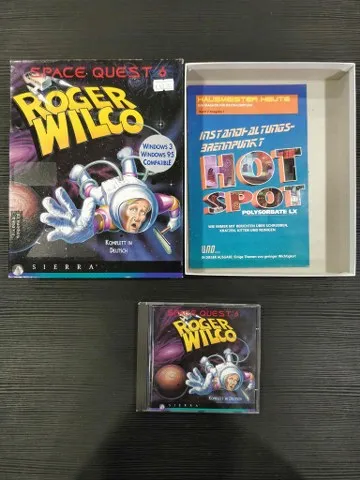 SPACE QUEST 6
ROGER
WILCO
WINDOWS 3
WINDOWS 95
COMPATIBLE
KOMPLETT IN
DEUTSCH
SIERRA
HAUSMEISTER HEUTE
INSTANDHALTUNGS-
BRENNPUNKT
HOT
SPOT
POLYSORBATE LX
UND...
SPACE QUEST 6
ROGER
WILCO
KOMPLETT IN DEUTSCH
SIERRA